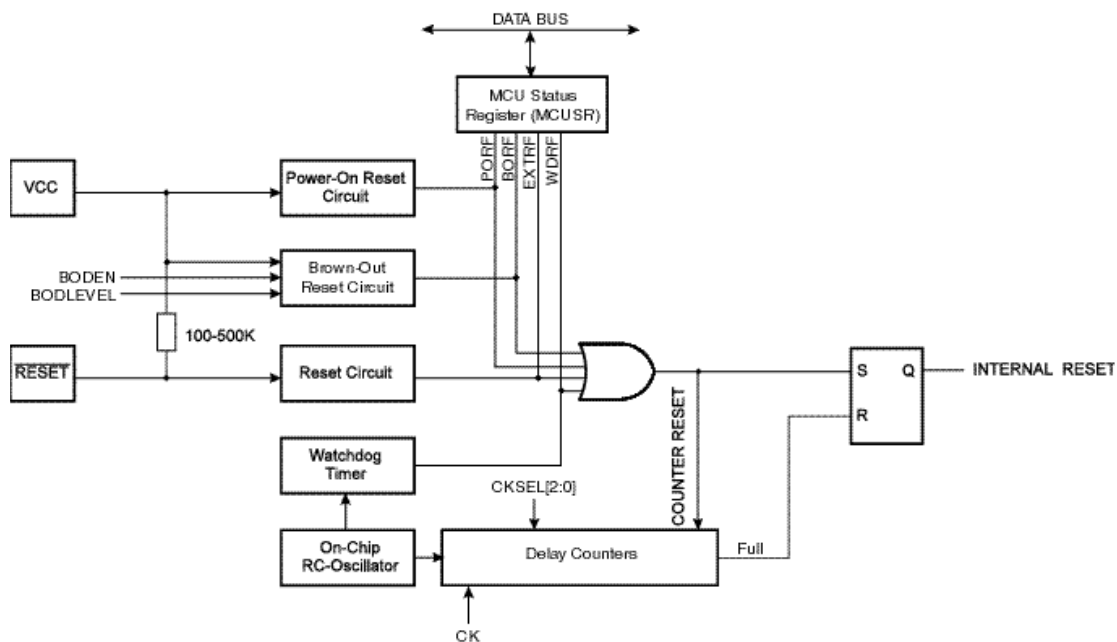 DATA BUS
MCU Status
Register (MCUSR)
PORF
BORF
EXTRF
WDRF
VCC
Power-On Reset
Circuit
BODEN
BODLEVEL
Brown-Out
Reset Circuit
100-500K
RESET
Reset Circuit
S
Q
INTERNAL RESET
R
COUNTER RESET
Watchdog
Timer
CKSEL[2:0]
On-Chip
RC-Oscillator
Delay Counters
Full
CK